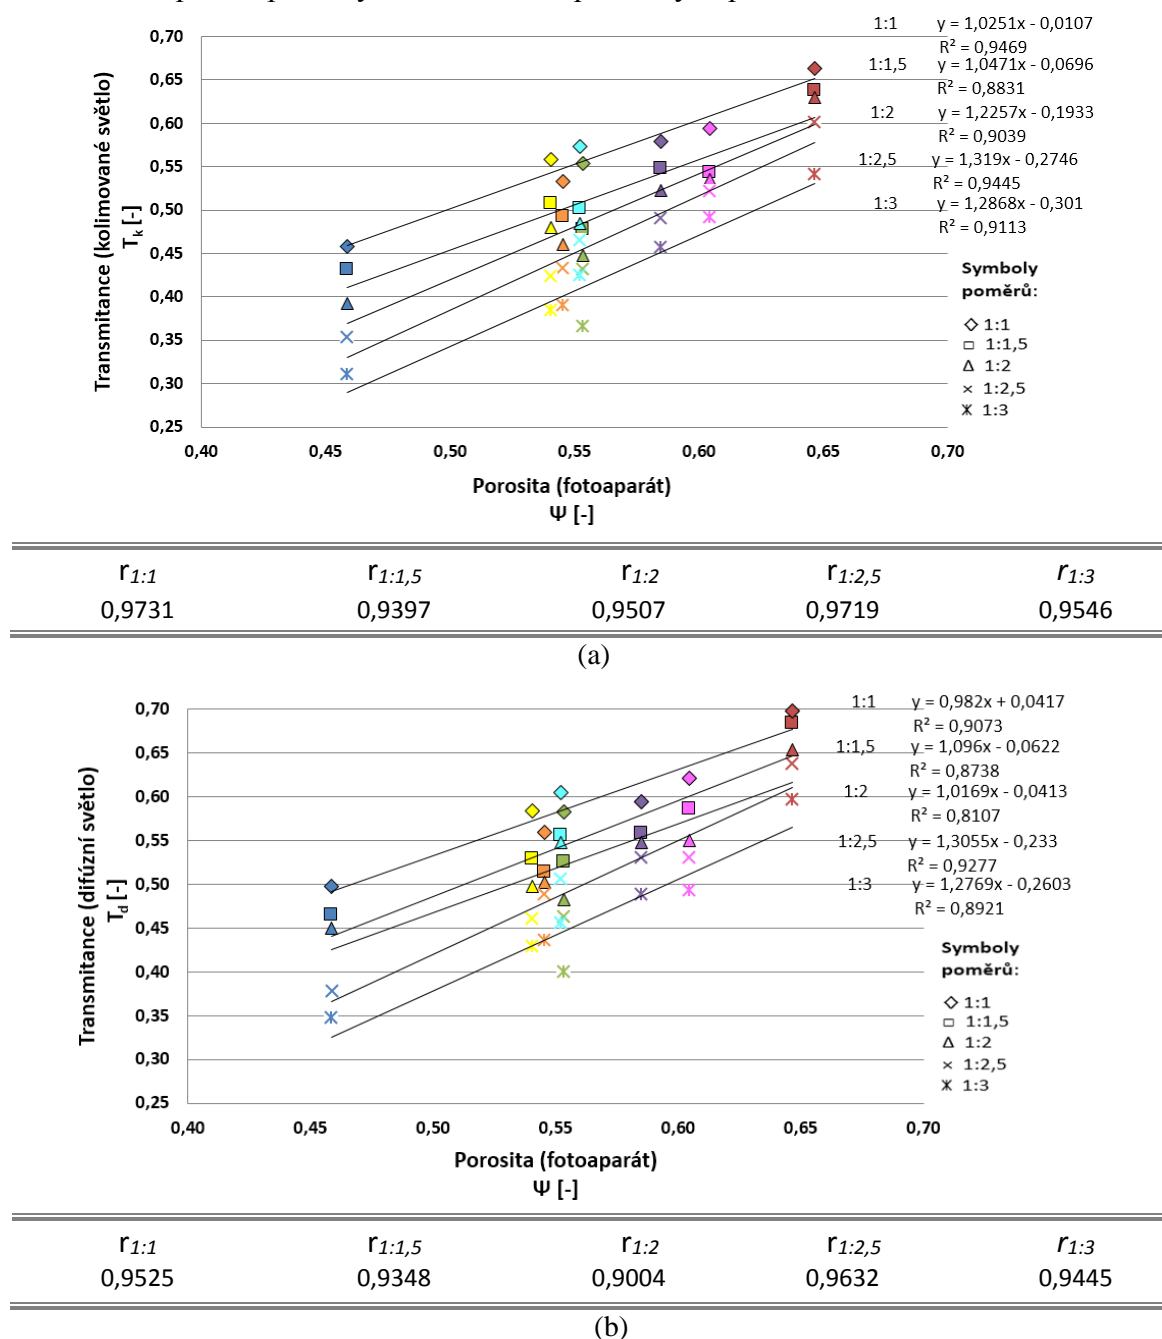 1:1 y = 1,0251x - 0,0107
R² = 0,9469
1:1,5 y = 1,0471x - 0,0696
R² = 0,8831
1:2 y = 1,2257x - 0,1933
R² = 0,9039
1:2,5 y = 1,319x - 0,2746
R² = 0,9445
1:3 y = 1,2868x - 0,301
R² = 0,9113
Transmitance (kolimované světlo)
T_k [-]
0,70
0,65
0,60
0,55
0,50
0,45
0,40
0,35
0,30
0,25
Symboly
poměrů:
1:1
1:1,5
1:2
1:2,5
1:3
0,40 0,45 0,50 0,55 0,60 0,65 0,70
Porosita (fotoaparát)
Ψ [-]
r1:1 r1:1,5 r1:2 r1:2,5 r1:3
0,9731 0,9397 0,9507 0,9719 0,9546
(a)
1:1 y = 0,982x + 0,0417
R² = 0,9073
1:1,5 y = 1,096x - 0,0622
R² = 0,8738
1:2 y = 1,0169x - 0,0413
R² = 0,8107
1:2,5 y = 1,3055x - 0,233
R² = 0,9277
1:3 y = 1,2769x - 0,2603
R² = 0,8921
Transmitance (difúzní světlo)
T_d [-]
0,70
0,65
0,60
0,55
0,50
0,45
0,40
0,35
0,30
0,25
Symboly
poměrů:
1:1
1:1,5
1:2
1:2,5
1:3
0,40 0,45 0,50 0,55 0,60 0,65 0,70
Porosita (fotoaparát)
Ψ [-]
r1:1 r1:1,5 r1:2 r1:2,5 r1:3
0,9525 0,9348 0,9004 0,9632 0,9445
(b)